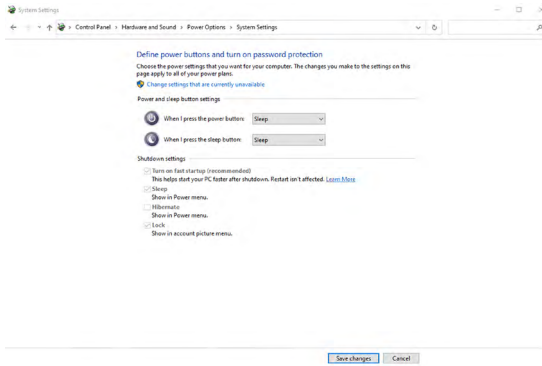 System Settings
Control Panel > Hardware and Sound > Power Options > System Settings
Define power buttons and turn on password protection
Choose the power settings that you want for your computer. The changes you make to the settings on this
page apply to all of your power plans.
Change settings that are currently unavailable
Power and sleep button settings
When I press the power button: Sleep
When I press the sleep button: Sleep
Shutdown settings
Turn on fast startup (recommended)
This helps start your PC faster after shutdown. Restart isn't affected. Learn More
Sleep
Show in Power menu.
Hibernate
Show in Power menu.
Lock
Show in account picture menu.
Save changes Cancel